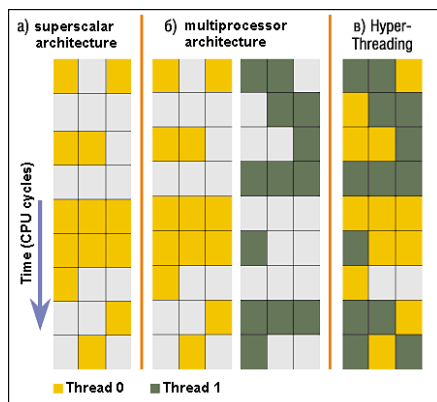 а) superscalar
architecture
б) multiprocessor
architecture
в) Hyper-
Threading
Time (CPU cycles)
Thread 0
Thread 1